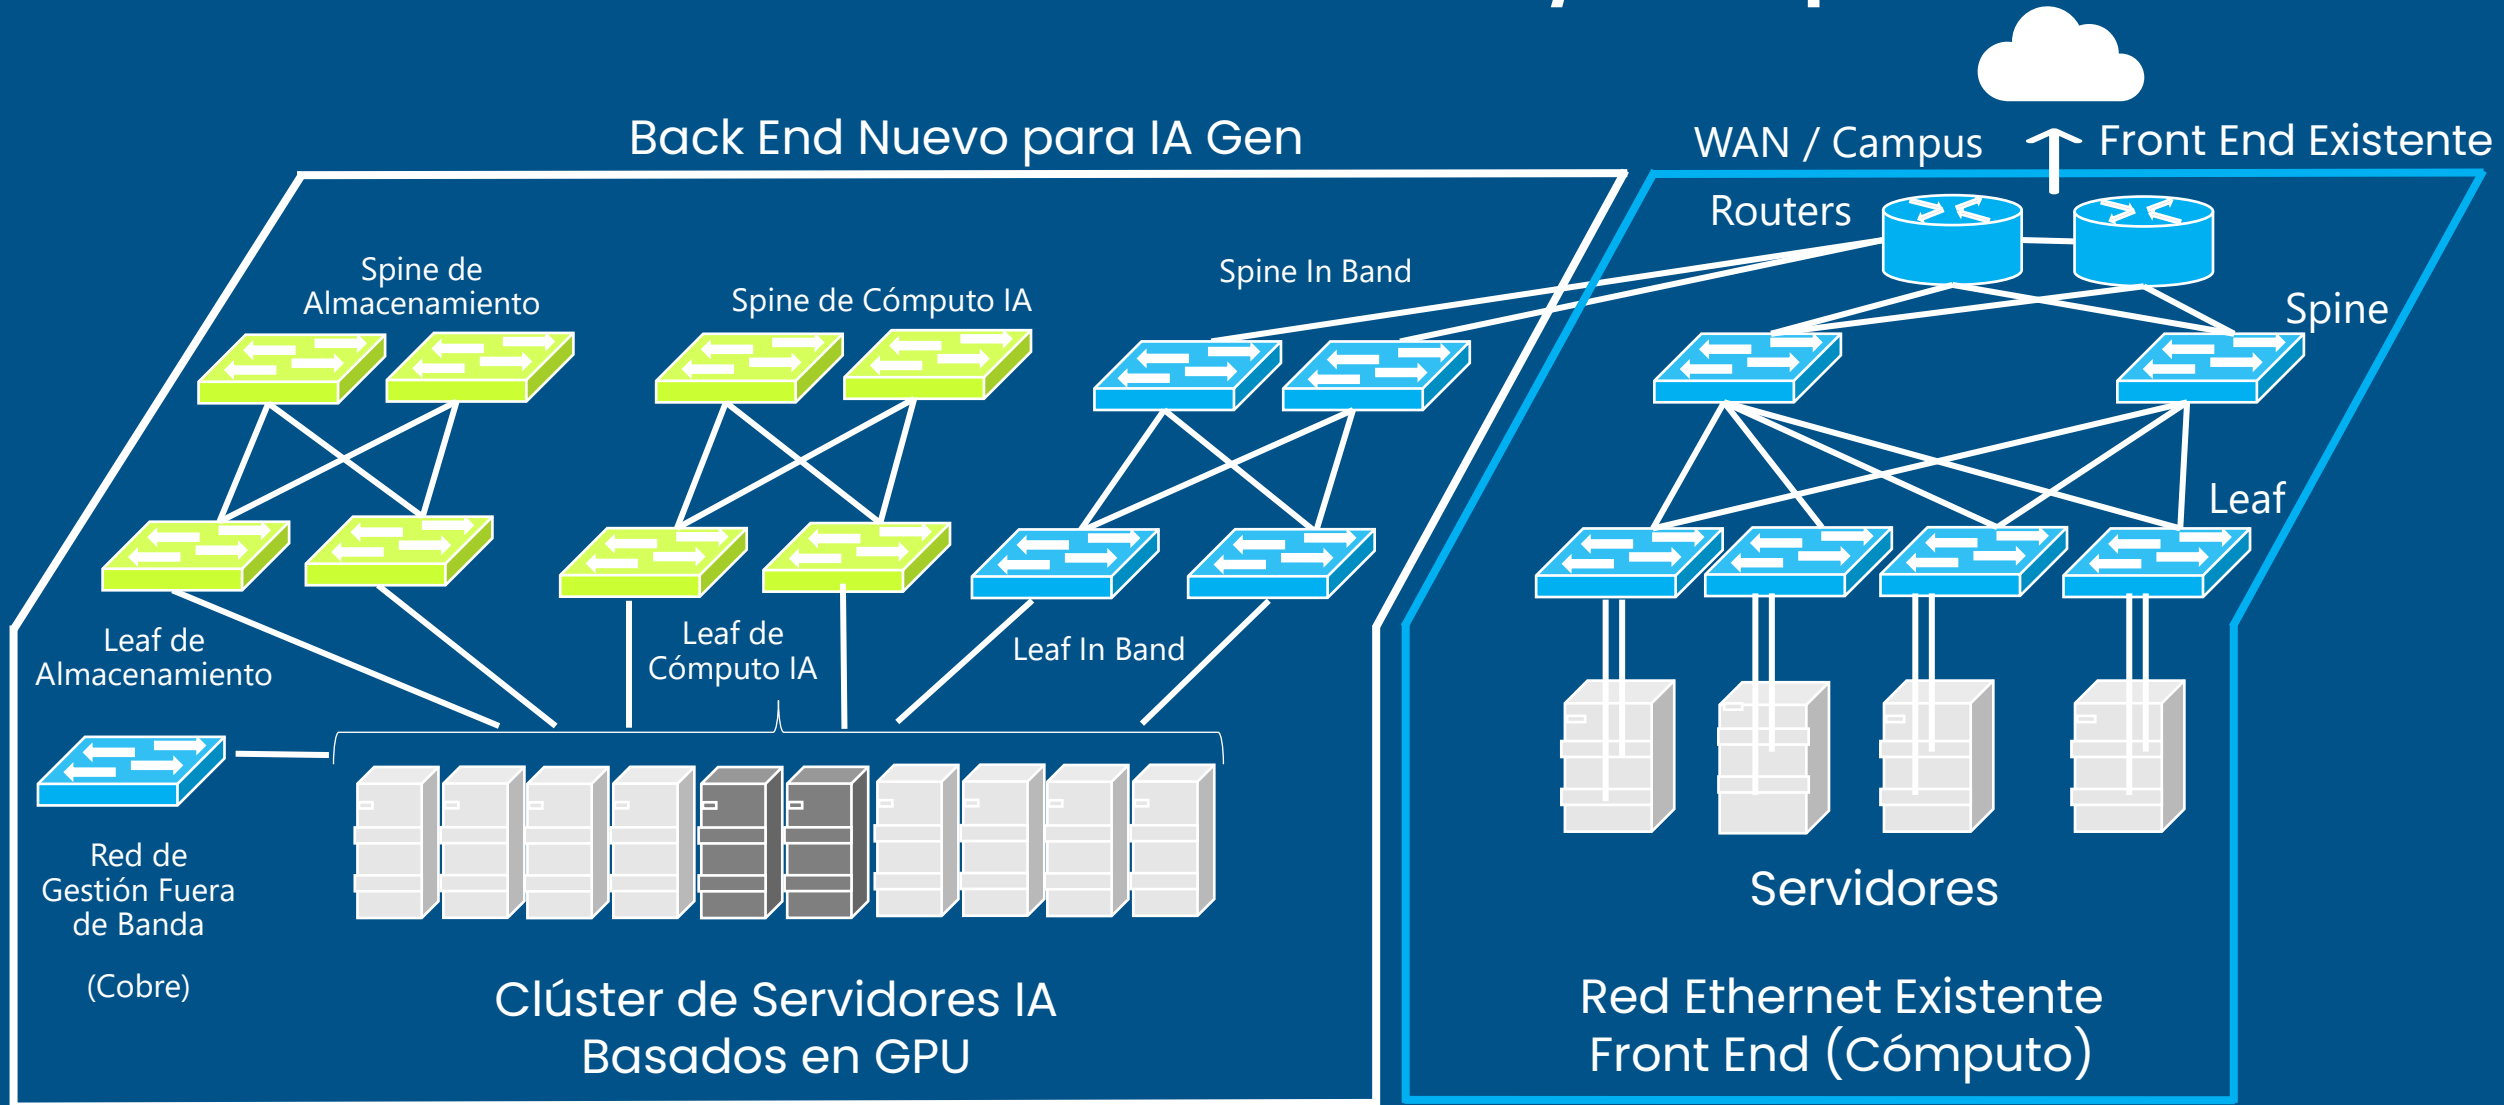 Back End Nuevo para IA Gen
WAN / Campus
Front End Existente
Routers
Spine de
Almacenamiento
Spine de Cómputo IA
Spine In Band
Spine
Leaf
Leaf de
Almacenamiento
Leaf de
Cómputo IA
Leaf In Band
Red de
Gestión Fuera
de Banda
(Cobre)
Servidores
Clúster de Servidores IA
Basados en GPU
Red Ethernet Existente
Front End (Cómputo)